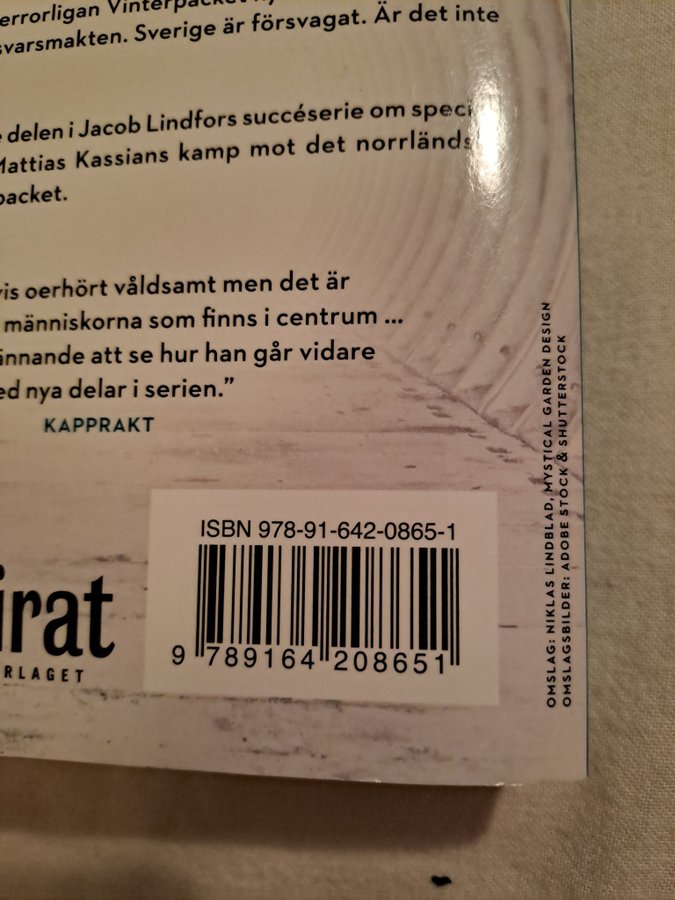 errorligan Vinterpacket
svarsmakten. Sverige är försvagat. Är det inte
delen i Jacob Lindfors succéserie om speci
Mattias Kassians kamp mot det norrländs
packet.
vis oerhört våldsamt men det är
människorna som finns i centrum ...
ännande att se hur han går vidare
ed nya delar i serien.”
KAPPRAKT
OMSLAG: NIKLAS LINDBLAD, MYSTICAL GARDEN DESIGN
OMSLAGSBILDER: ADOBE STOCK & SHUTTERSTOCK
irat
RLAGET
ISBN 978-91-642-0865-1
9 789164 208651